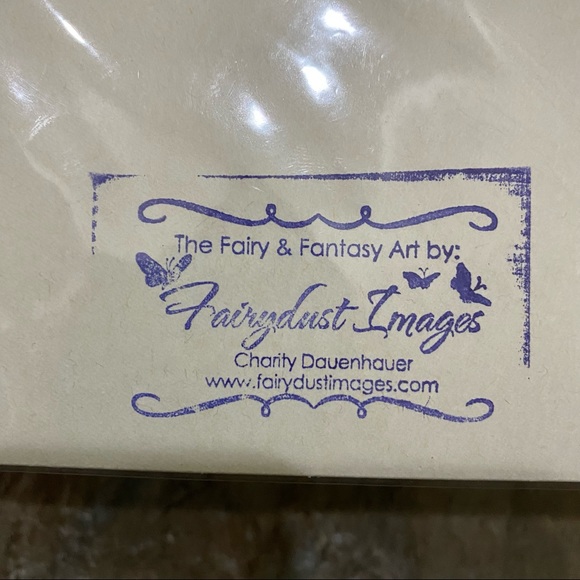 The Fairy & Fantasy Art by:
Fairydust Images
Charity Dauenhauer
www.fairydustimages.com